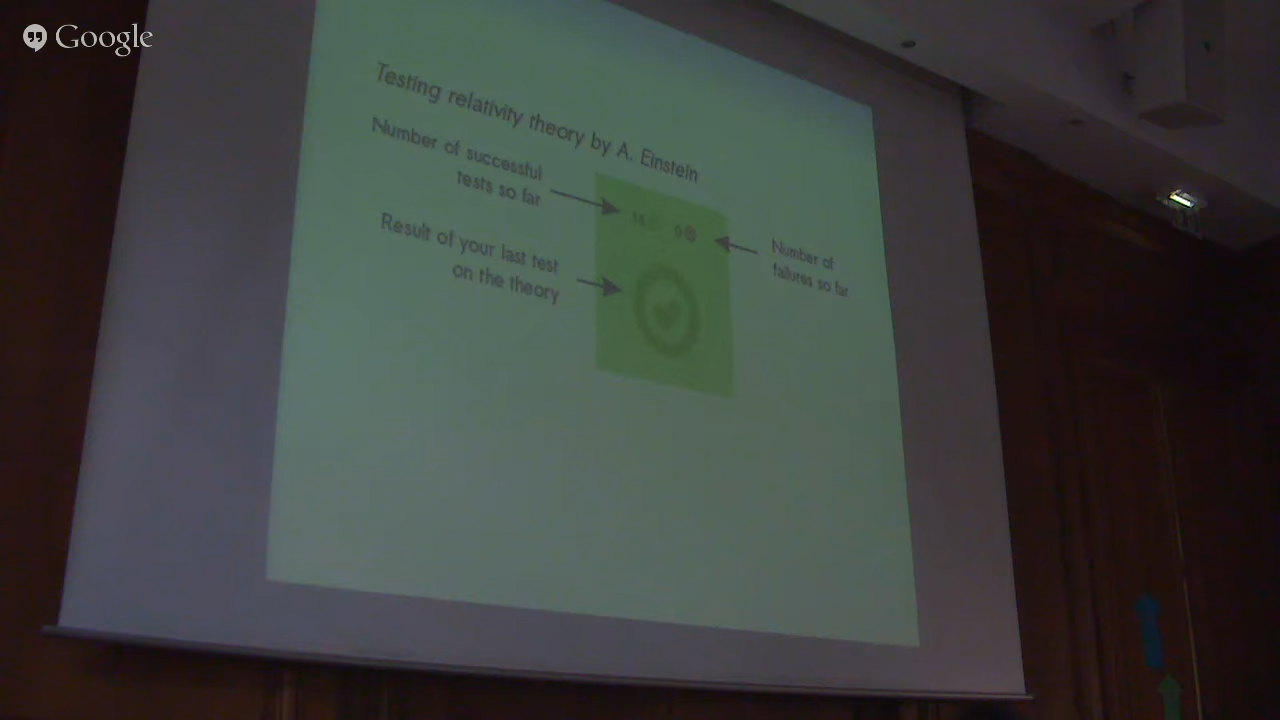 Google
Testing relativity theory by A. Einstein
Number of successful
tests so far
0
Number of
failures so far
Result of your last test
on the theory